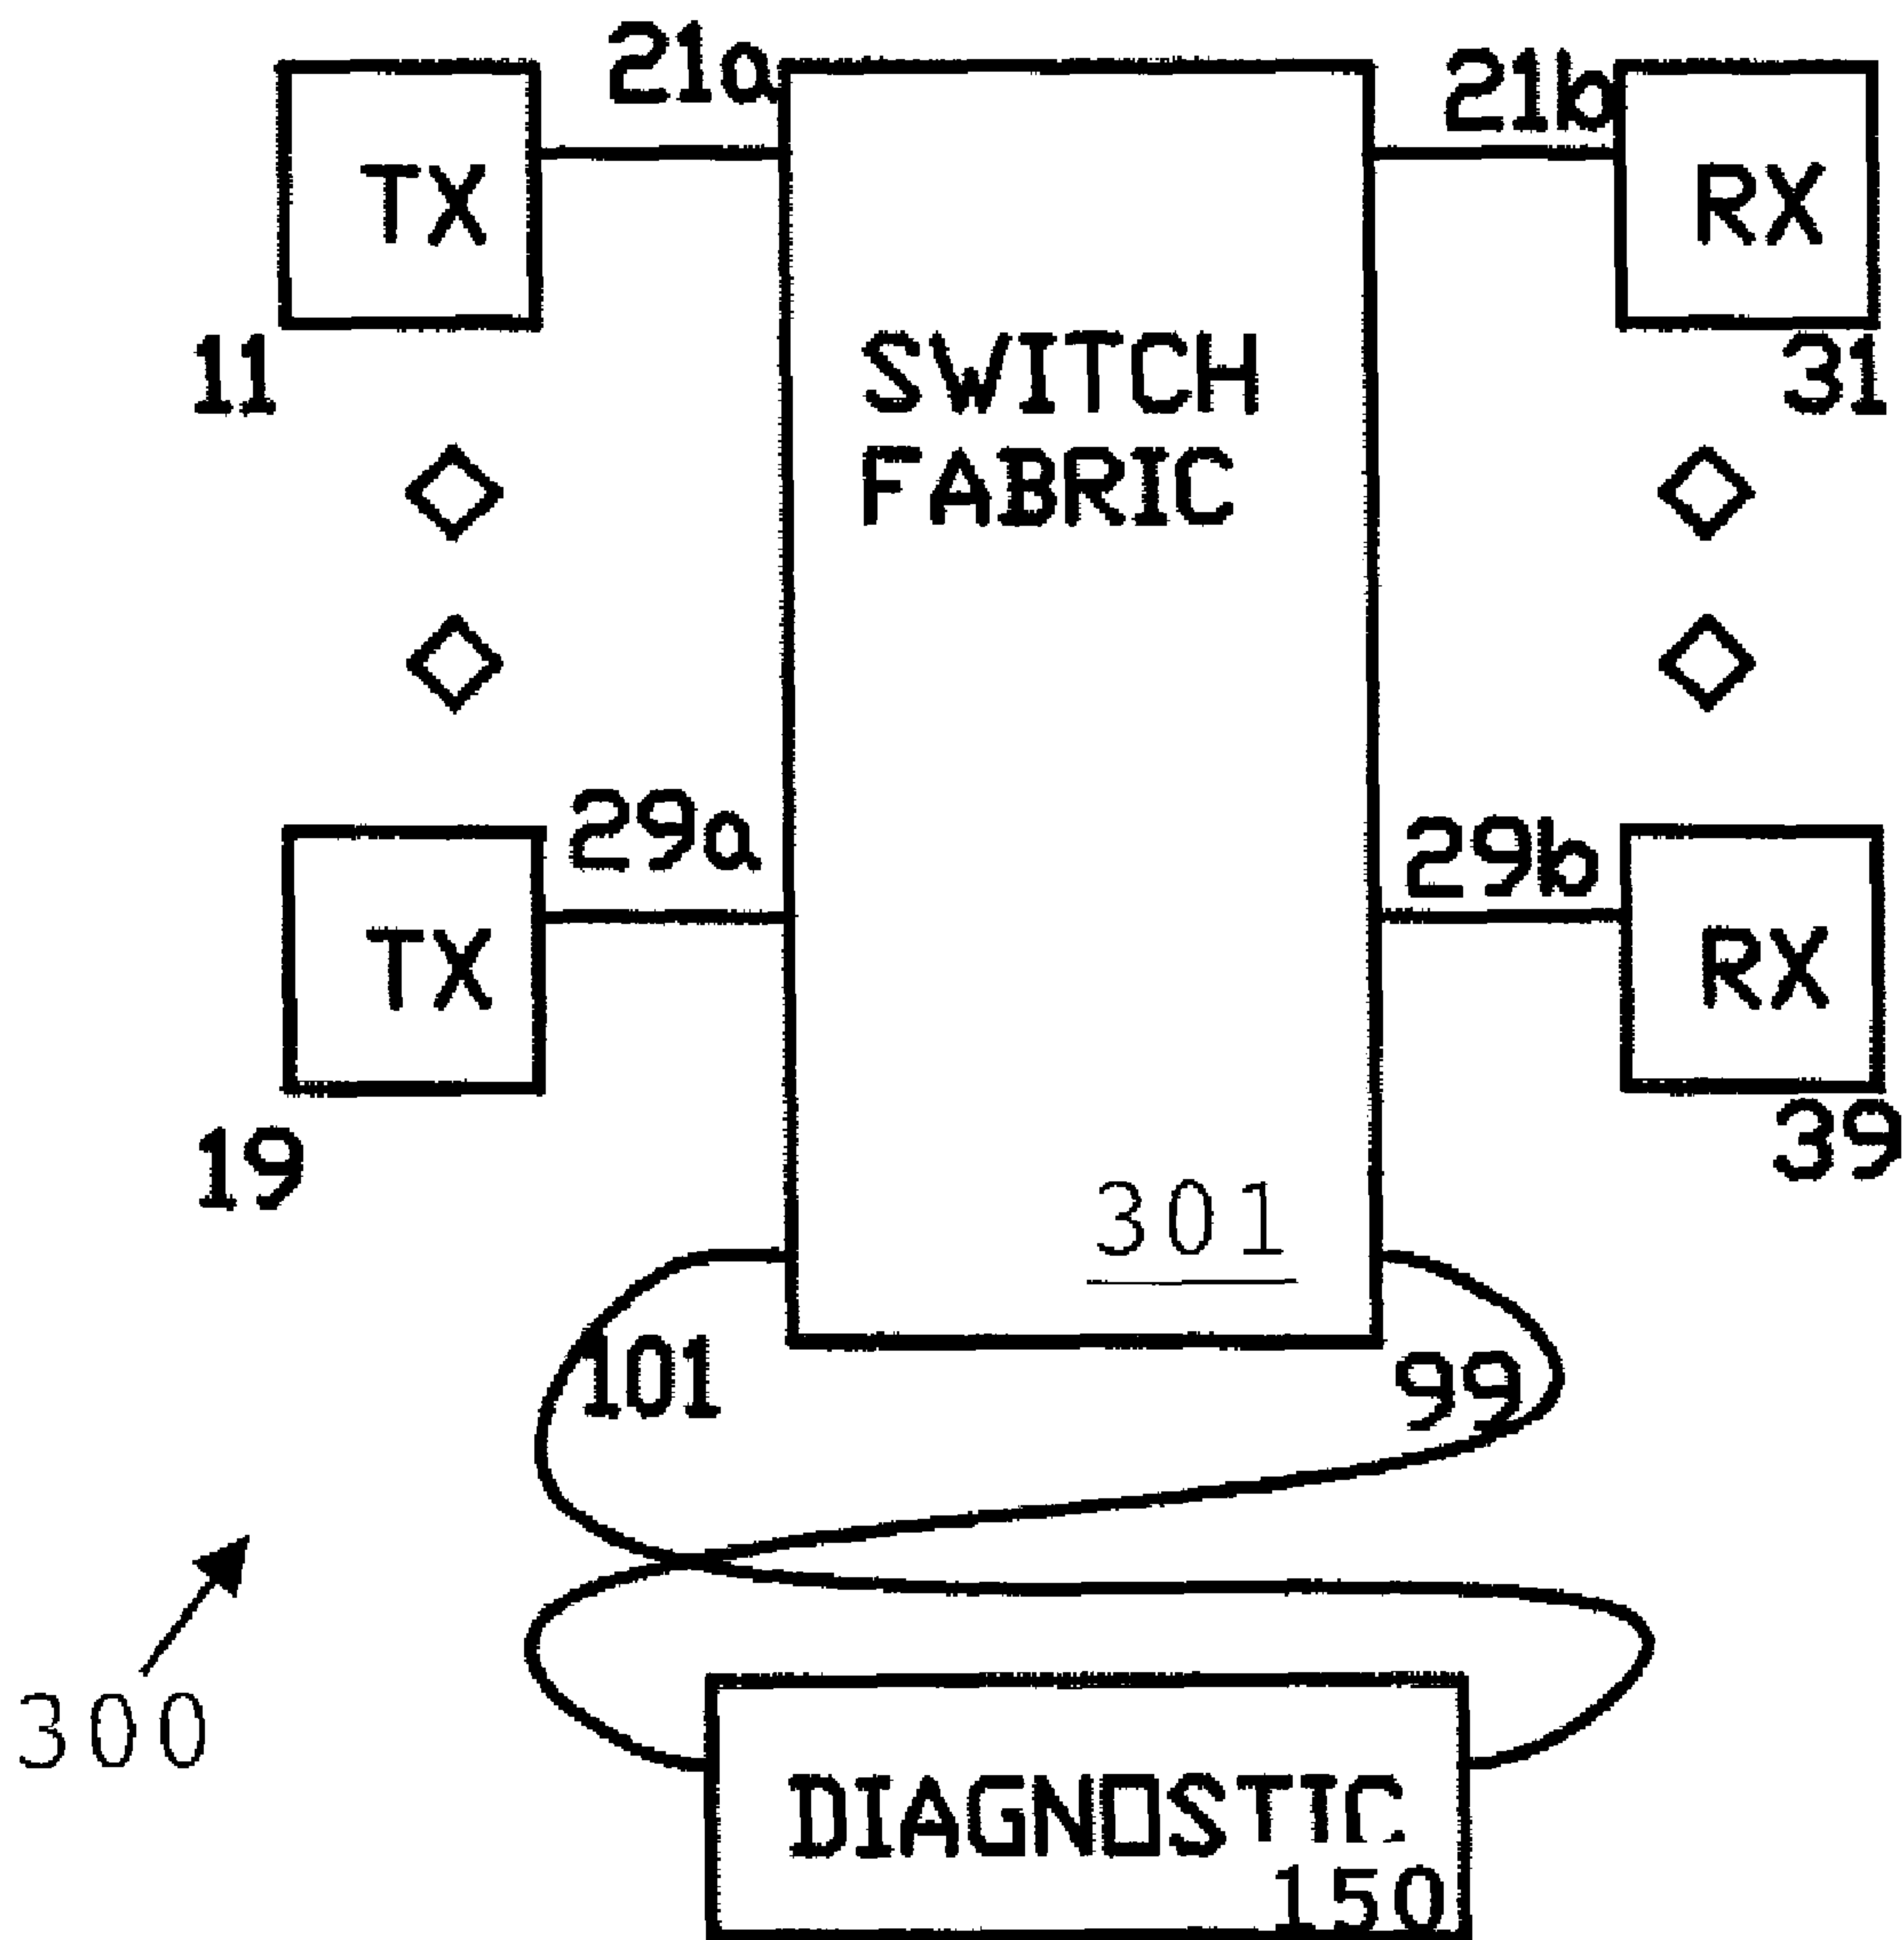 21a
21b
TX
RX
11
31
SWITCH
FABRIC
29a
29b
TX
RX
19
39
301
101
99
300
DIAGNOSTIC
150